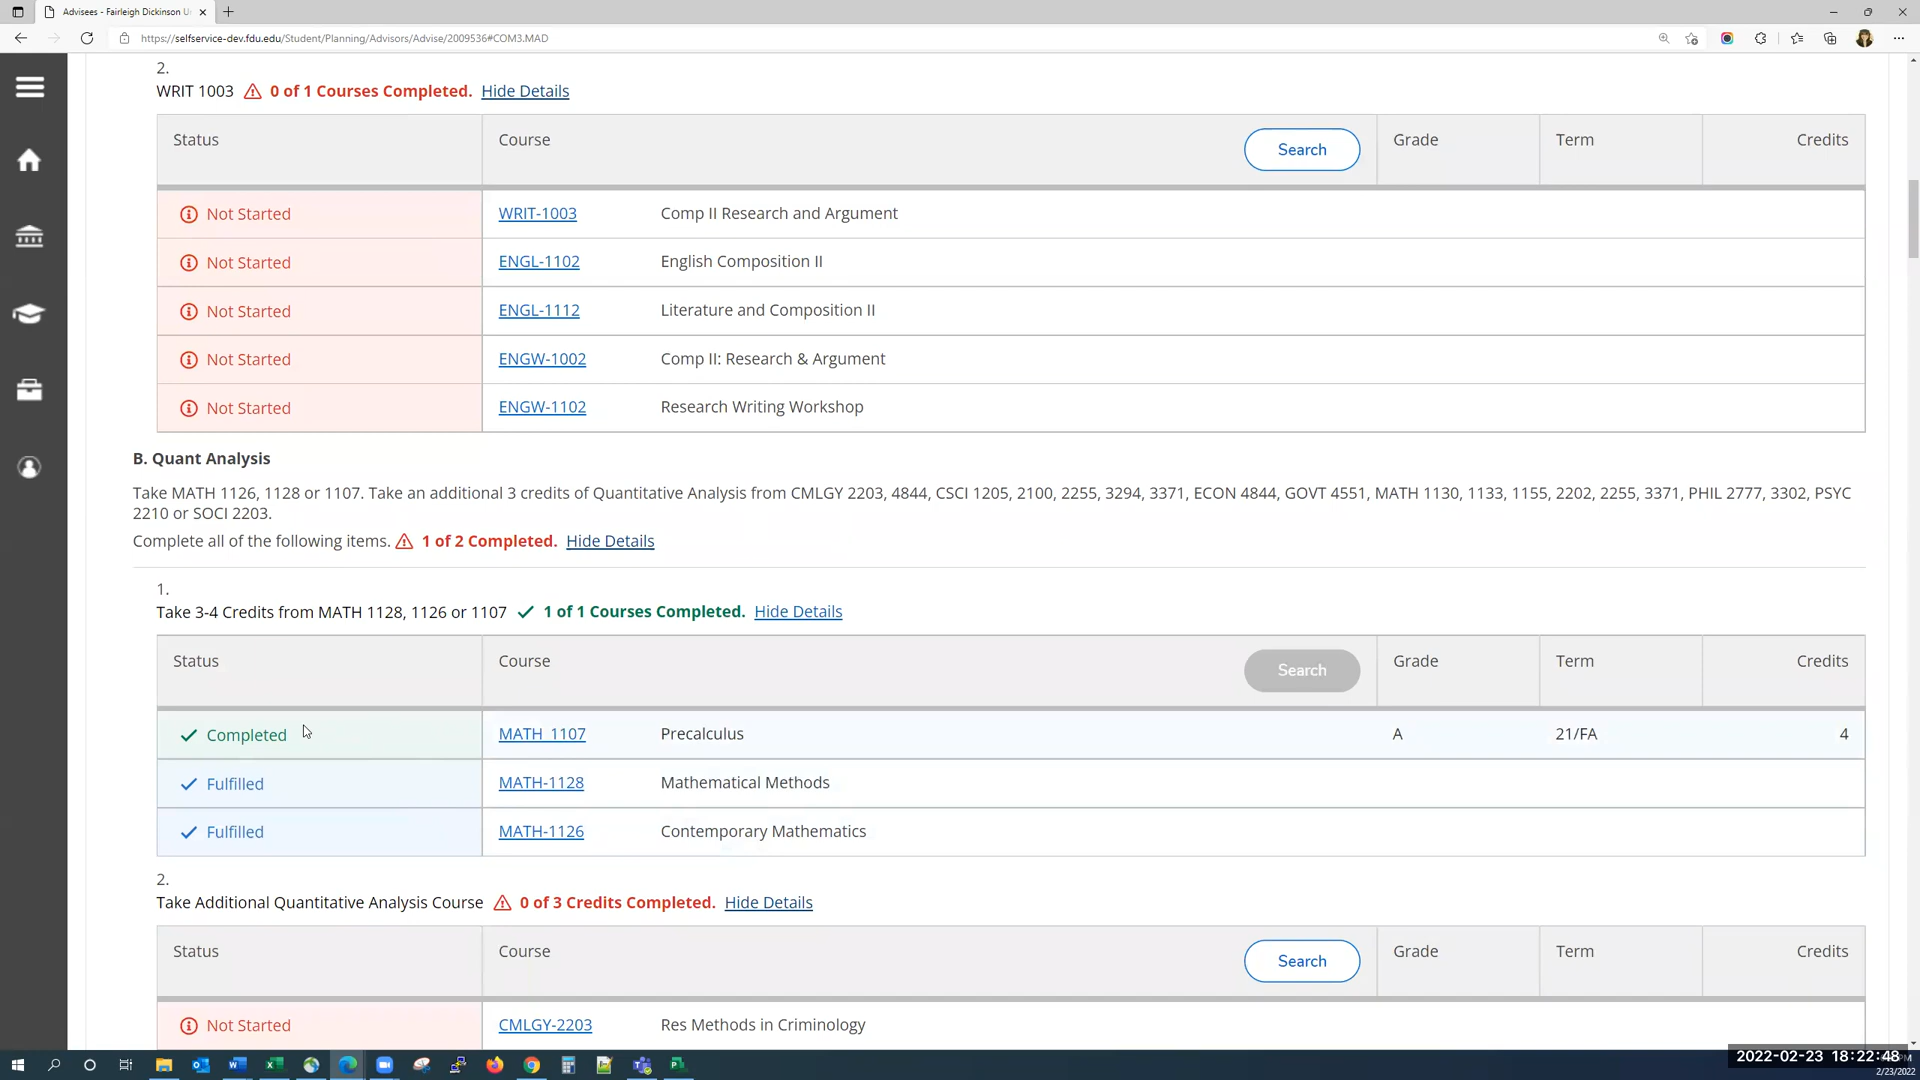 Advisees - Fairleigh Dickinson U
https://selfservice-dev.fdu.edu/Student/Planning/Advisors/Advise/2009536#COM3.MAD
2.
WRIT 1003 0 of 1 Courses Completed. Hide Details
Status Course Search Grade Term Credits
Not Started WRIT-1003 Comp II Research and Argument
Not Started ENGL-1102 English Composition II
Not Started ENGL-1112 Literature and Composition II
Not Started ENGW-1002 Comp II: Research & Argument
Not Started ENGW-1102 Research Writing Workshop
B. Quant Analysis
Take MATH 1126, 1128 or 1107. Take an additional 3 credits of Quantitative Analysis from CMLGY 2203, 4844, CSCI 1205, 2100, 2255, 3294, 3371, ECON 4844, GOVT 4551, MATH 1130, 1133, 1155, 2202, 2255, 3371, PHIL 2777, 3302, PSYC
2210 or SOCI 2203.
Complete all of the following items. 1 of 2 Completed. Hide Details
1.
Take 3-4 Credits from MATH 1128, 1126 or 1107 1 of 1 Courses Completed. Hide Details
Status Course Search Grade Term Credits
Completed MATH 1107 Precalculus A 21/FA 4
Fulfilled MATH-1128 Mathematical Methods
Fulfilled MATH-1126 Contemporary Mathematics
2.
Take Additional Quantitative Analysis Course 0 of 3 Credits Completed. Hide Details
Status Course Search Grade Term Credits
Not Started CMLGY-2203 Res Methods in Criminology
2022-02-23 18:22:48
2/23/2022